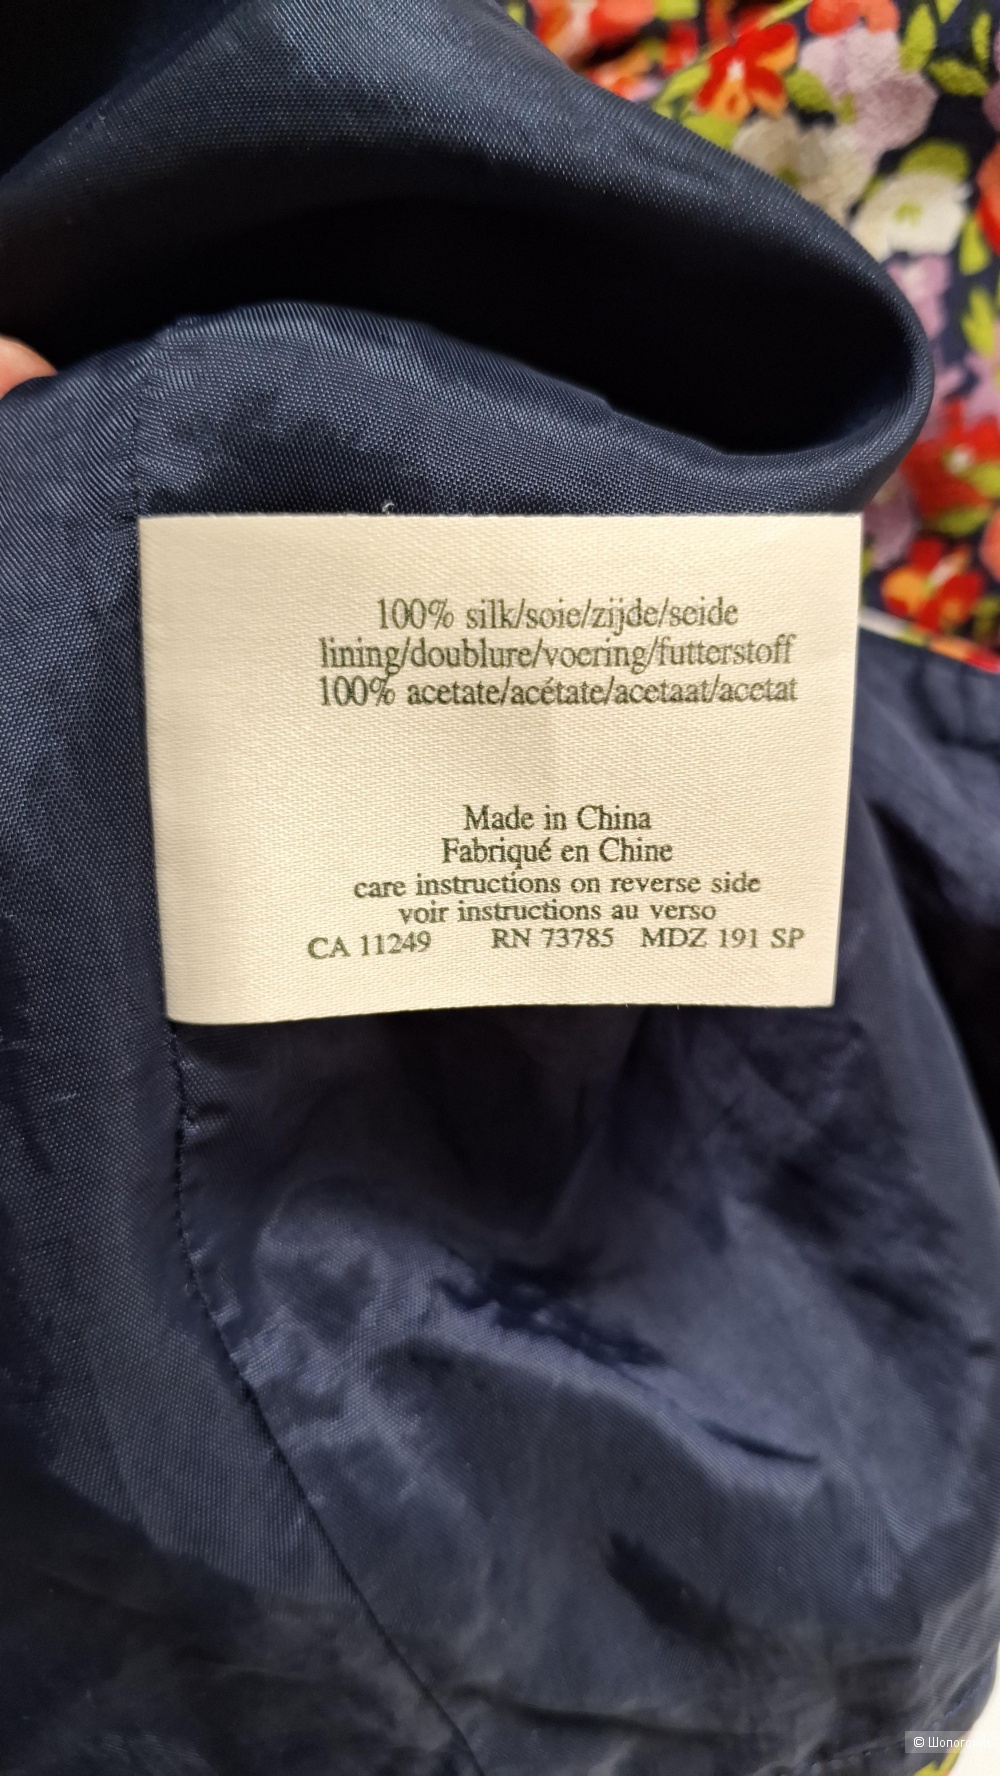 100% silk/soie/zijde/seide
lining/doublure/voering/futterstoff
100% acetate/acétate/acetaat/acetat
Made in China
Fabriqué en Chine
care instructions on reverse side
voir instructions au verso
CA 11249 RN 73785 MDZ 191 SP